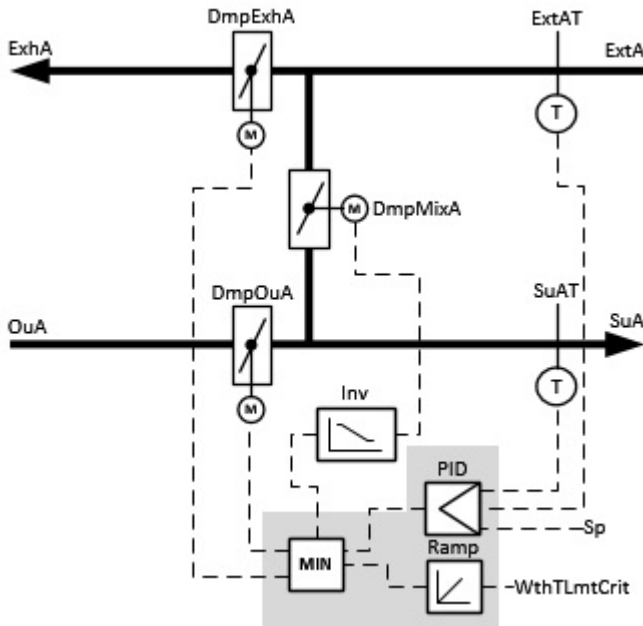 DmpExhA
ExtAT
ExhA
ExtA
T
M
M
DmpMixA
DmpOuA
SuAT
OuA
SuA
T
M
Inv
PID
Sp
Ramp
MIN
WthTLmtCrit